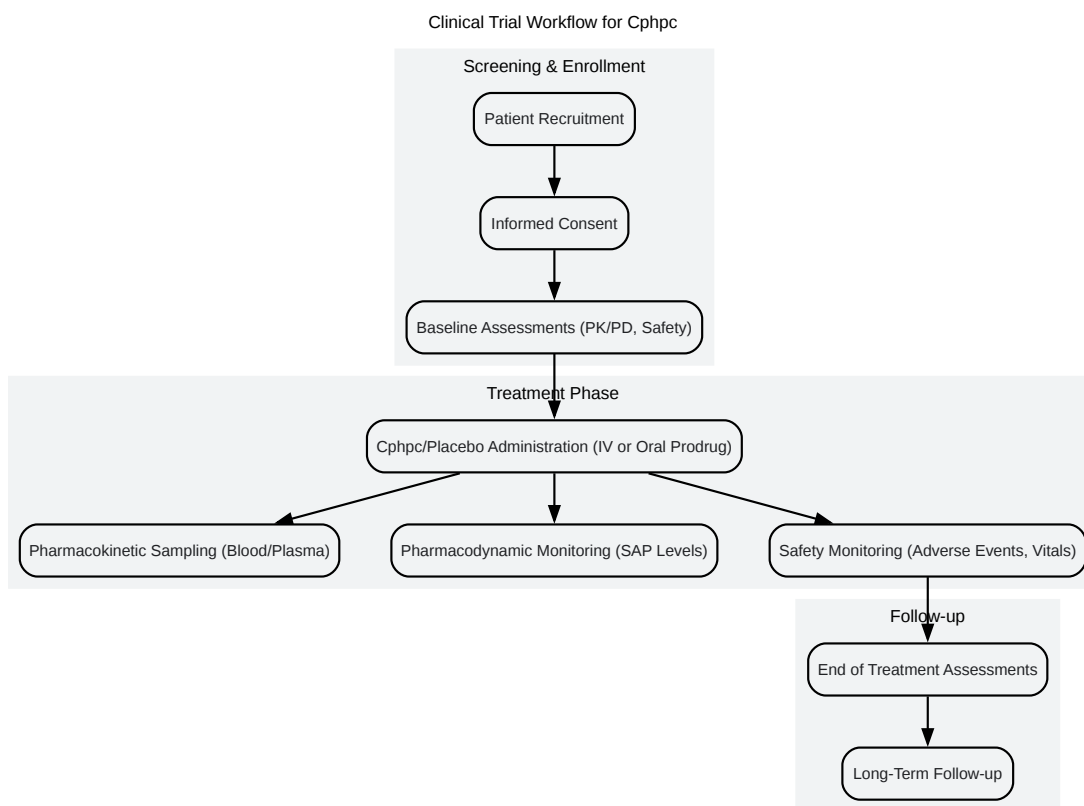 Clinical Trial Workflow for Cphpc
Screening & Enrollment
Patient Recruitment
Informed Consent
Baseline Assessments (PK/PD, Safety)
Treatment Phase
Cphpc/Placebo Administration (IV or Oral Prodrug)
Pharmacokinetic Sampling (Blood/Plasma)
Pharmacodynamic Monitoring (SAP Levels)
Safety Monitoring (Adverse Events, Vitals)
Follow-up
End of Treatment Assessments
Long-Term Follow-up